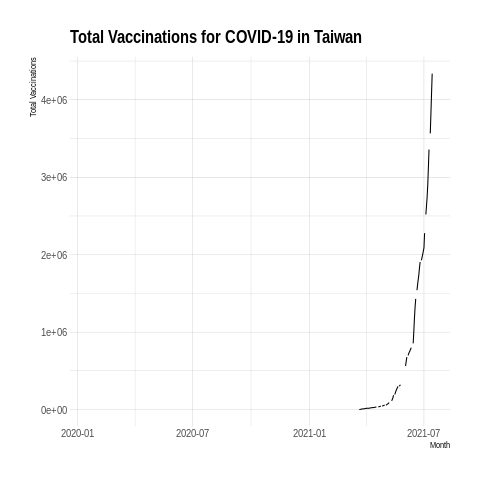 Total Vaccinations for COVID-19 in Taiwan
Total Vaccinations
4e+06
3e+06
2e+06
1e+06
0e+00
2020-01 2020-07 2021-01 2021-07
Month